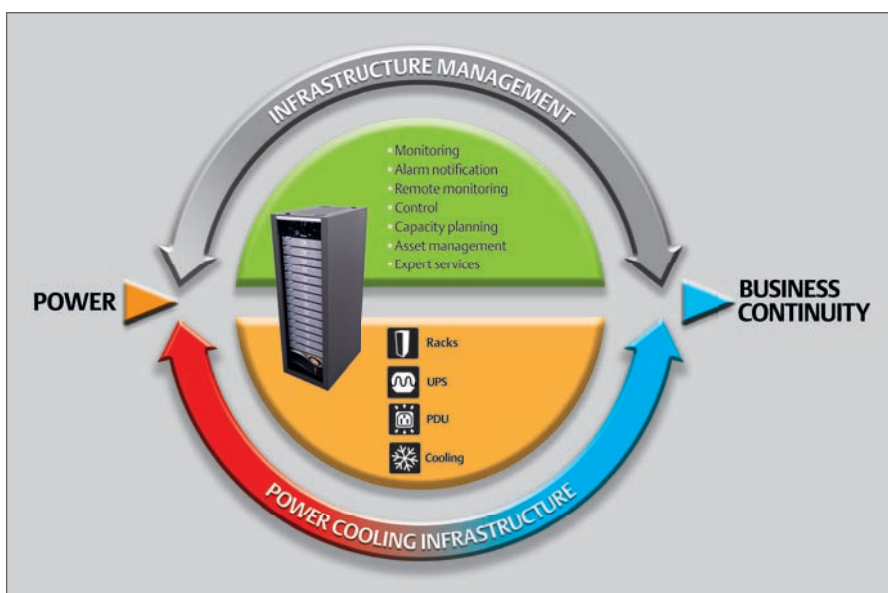 INFRASTRUCTURE MANAGEMENT
• Monitoring
• Alarm notification
• Remote monitoring
• Control
• Capacity planning
• Asset management
• Expert services
POWER
BUSINESS
CONTINUITY
Racks
UPS
PDU
Cooling
POWER COOLING INFRASTRUCTURE